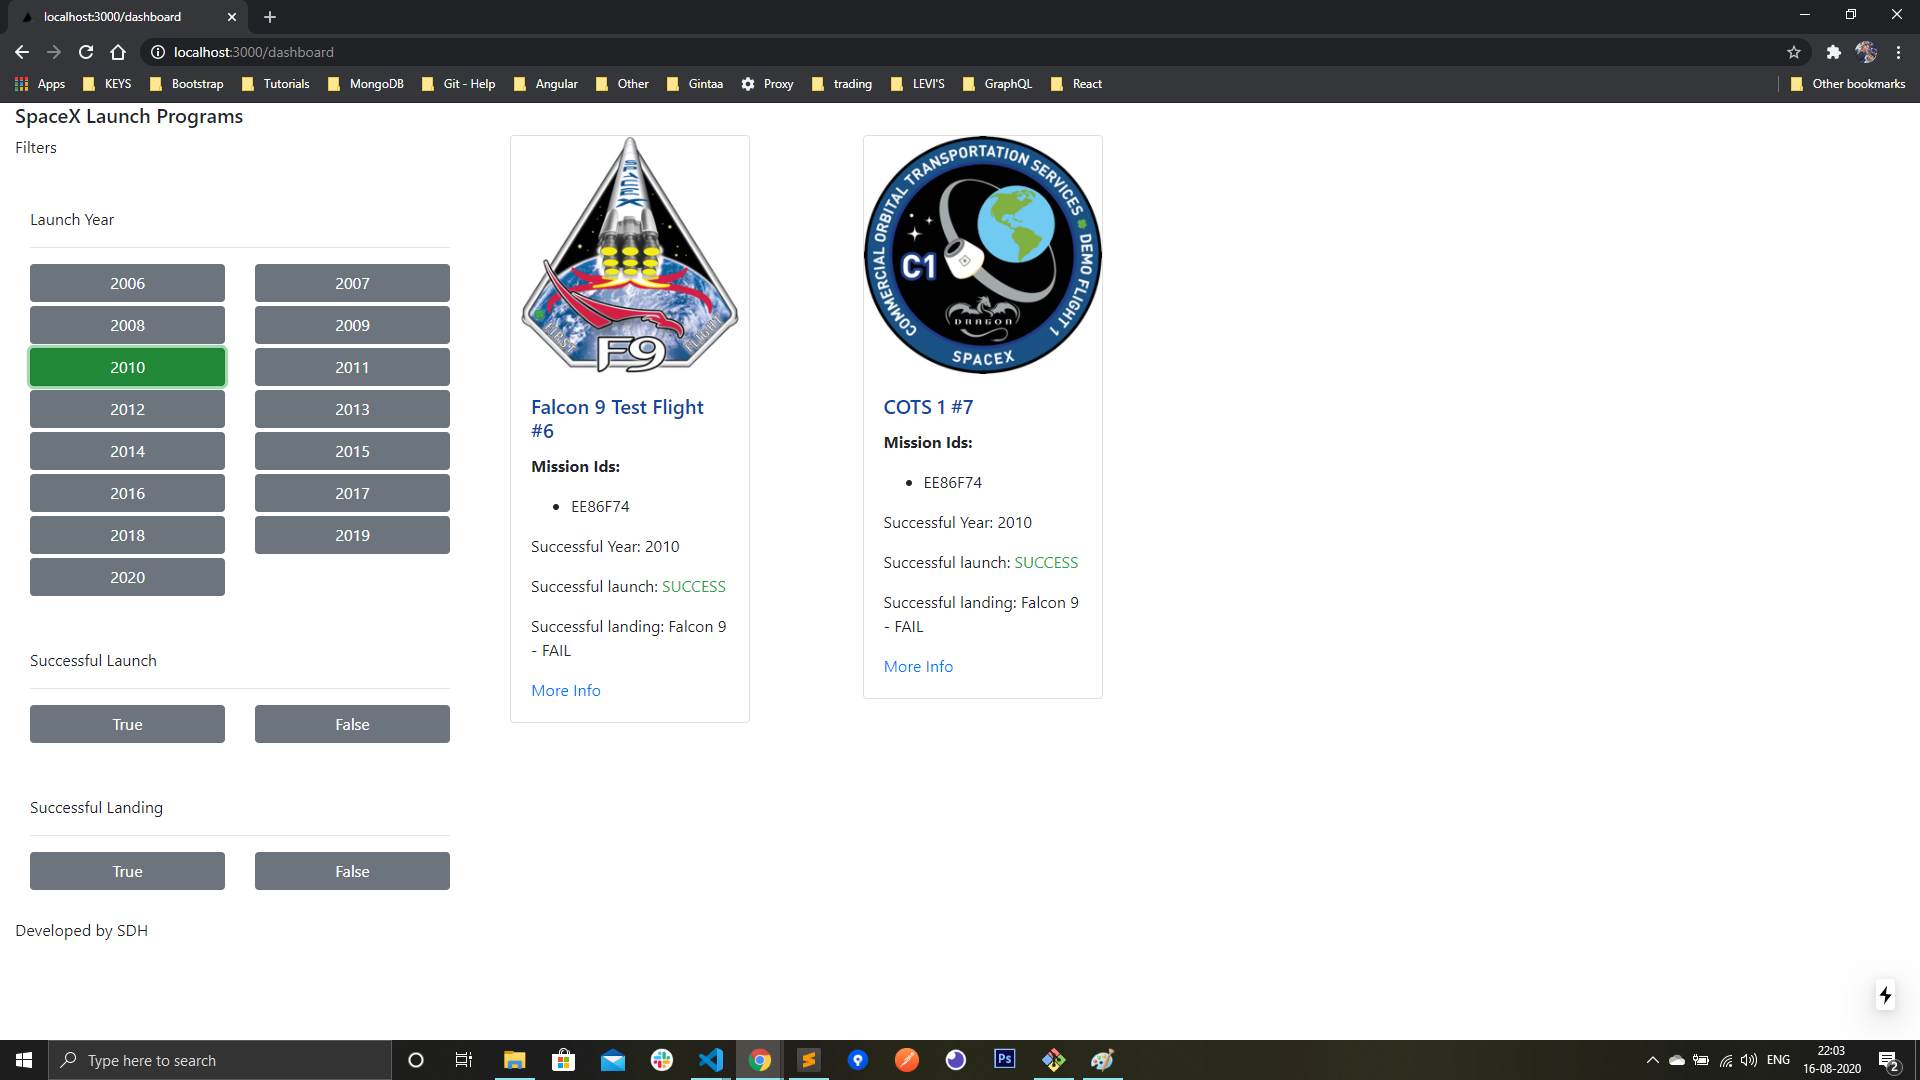 localhost:3000/dashboard
localhost:3000/dashboard
Apps KEYS Bootstrap Tutorials MongoDB Git - Help Angular Other Gintaa Proxy trading LEVI'S GraphQL React Other bookmarks
SpaceX Launch Programs
Filters
Launch Year
2006 2007
2008 2009
2010 2011
2012 2013
2014 2015
2016 2017
2018 2019
2020
Successful Launch
True False
Successful Landing
True False
Developed by SDH
SPACEX
FIRST FLIGHT
F9
Falcon 9 Test Flight
#6
Mission Ids:
EE86F74
Successful Year: 2010
Successful launch: SUCCESS
Successful landing: Falcon 9
- FAIL
More Info
COMMERCIAL ORBITAL TRANSPORTATION SERVICES DEMO FLIGHT 1
C1
DRAGON
SPACEX
COTS 1 #7
Mission Ids:
EE86F74
Successful Year: 2010
Successful launch: SUCCESS
Successful landing: Falcon 9
- FAIL
More Info
Type here to search
Ps
ENG
22:03
16-08-2020
2